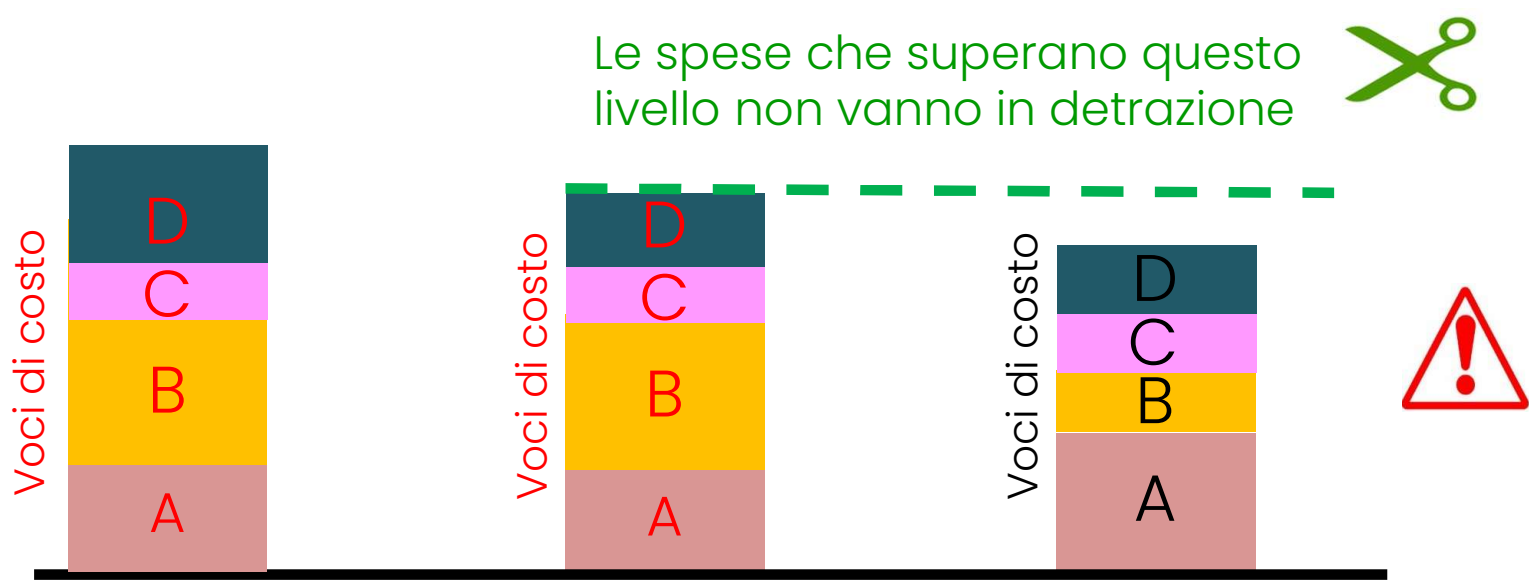 Le spese che superano questo
livello non vanno in detrazione
Voci di costo
D
C
B
A
Voci di costo
D
C
B
A
Voci di costo
D
C
B
A